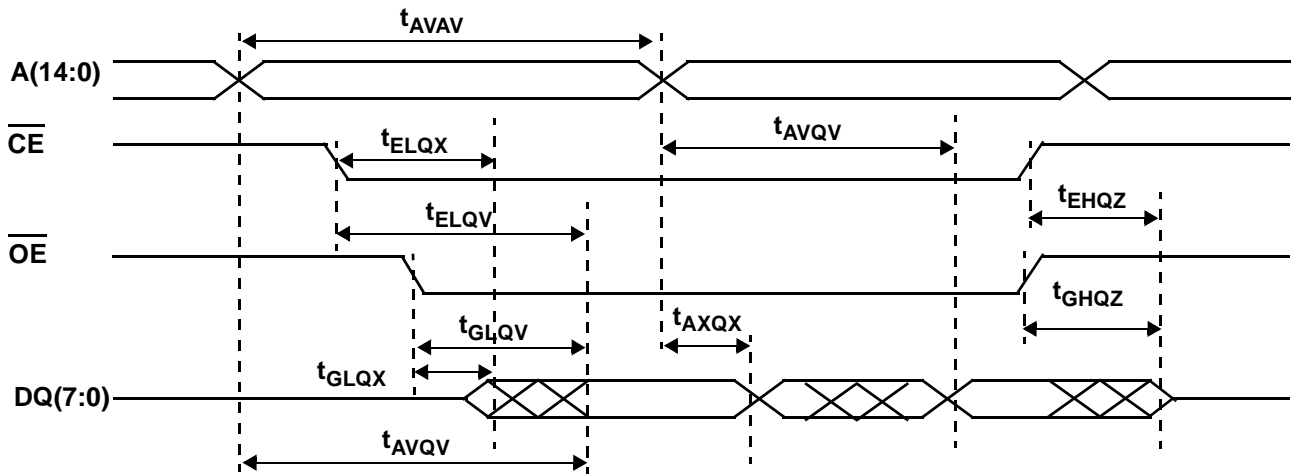 tAVAV
A(14:0)
CE
tELQX
tAVQV
tELQV
tEHQZ
OE
tGHQZ
tGLQV
tAXQX
tGLQX
DQ(7:0)
tAVQV